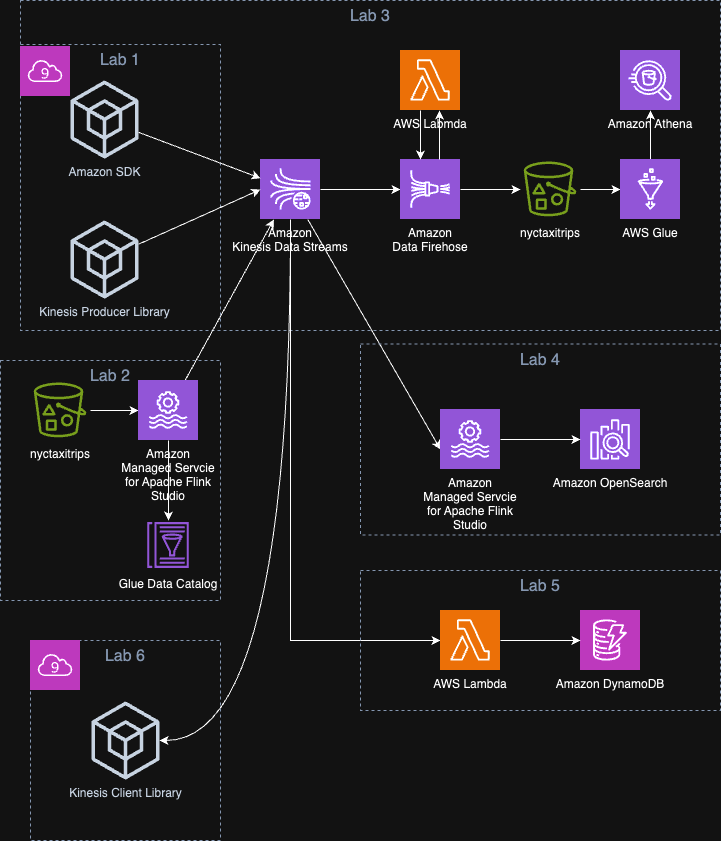 Lab 3
Lab 1
9
Amazon SDK
Kinesis Producer Library
Amazon
Kinesis Data Streams
AWS Labmda
Amazon
Data Firehose
nyctaxitrips
Amazon Athena
AWS Glue
Lab 2
nyctaxitrips
Amazon
Managed Servcie
for Apache Flink
Studio
Glue Data Catalog
Lab 4
Amazon
Managed Servcie
for Apache Flink
Studio
Amazon OpenSearch
Lab 5
AWS Lambda
Amazon DynamoDB
9
Lab 6
Kinesis Client Library